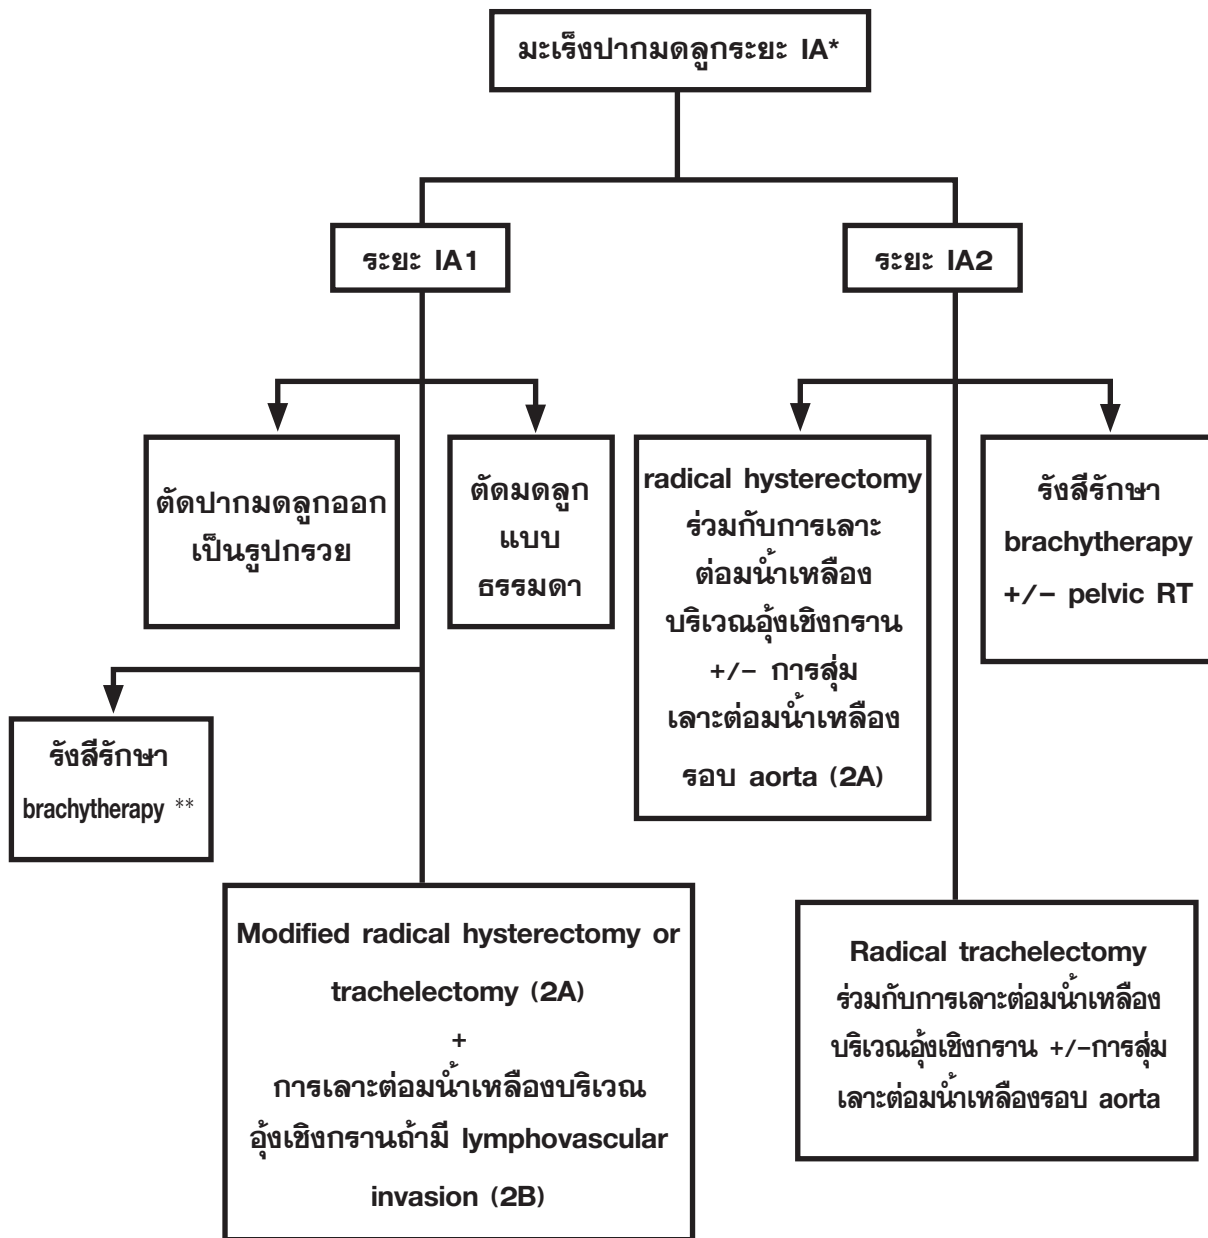 มะเร็งปากมดลูกระยะ IA*
ระยะ IA1
ระยะ IA2
ตัดปากมดลูกออก
เป็นรูปกรวย
ตัดมดลูก
แบบ
ธรรมดา
radical hysterectomy
ร่วมกับการเลาะ
ต่อมน้ำเหลือง
บริเวณอุ้งเชิงกราน
+/- การสุ่ม
เลาะต่อมน้ำเหลือง
รอบ aorta (2A)
รังสีรักษา
brachytherapy
+/- pelvic RT
รังสีรักษา
brachytherapy **
Modified radical hysterectomy or
trachelectomy (2A)
+
การเลาะต่อมน้ำเหลืองบริเวณ
อุ้งเชิงกรานถ้ามี lymphovascular
invasion (2B)
Radical trachelectomy
ร่วมกับการเลาะต่อมน้ำเหลือง
บริเวณอุ้งเชิงกราน +/-การสุ่ม
เลาะต่อมน้ำเหลืองรอบ aorta